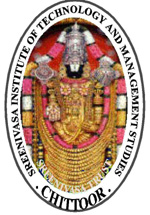 SREENIVASA INSTITUTE OF TECHNOLOGY AND MANAGEMENT STUDIES
. CHITTOOR .